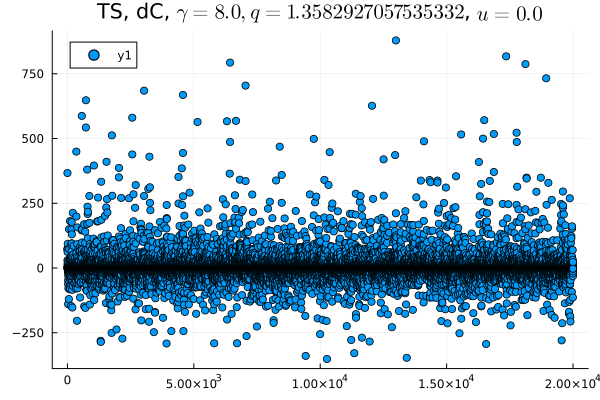 TS, dC, γ = 8.0, q = 1.3582927057535332, u = 0.0
y1
750
500
250
0
−250
0 5.00×10³ 1.00×10⁴ 1.50×10⁴ 2.00×10⁴